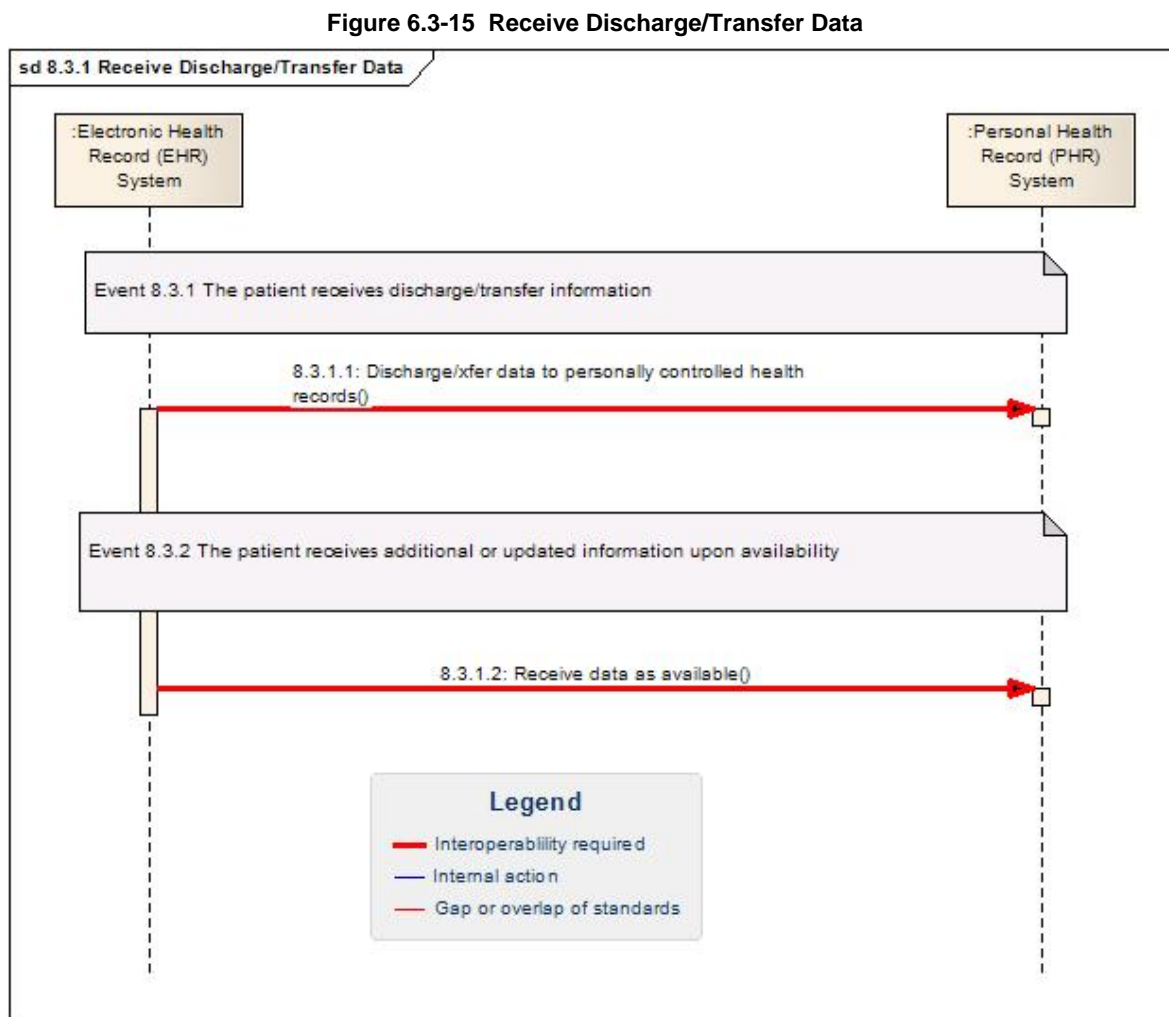 Figure 6.3-15  Receive Discharge/Transfer Data
sd 8.3.1 Receive Discharge/Transfer Data
:Electronic Health
Record (EHR)
System
:Personal Health
Record (PHR)
System
Event 8.3.1 The patient receives discharge/transfer information
8.3.1.1: Discharge/xfer data to personally controlled health
records()
Event 8.3.2 The patient receives additional or updated information upon availability
8.3.1.2: Receive data as available()
Legend
Interoperablility required
Internal action
Gap or overlap of standards